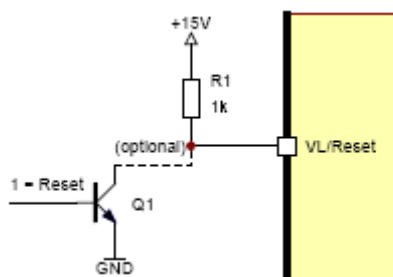 +15V
R1
1k
(optional)
VL/Reset
1 = Reset
Q1
GND